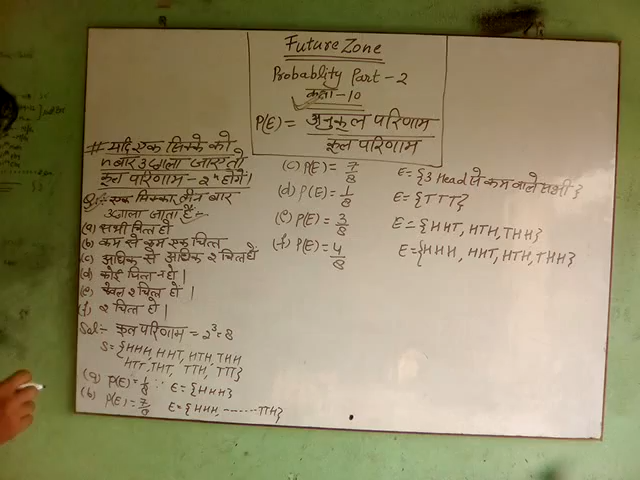 Future Zone
Probablity Part - 2
कक्षा - 10
P(E) = अनुकूल परिणाम
कुल परिणाम
# यदि एक सिक्के को
n बार उछाला जाए तो
कुल परिणाम - 2ⁿ होंगे।
Q:- एक सिक्का तीन बार
उछाला जाता है :-
(a) सभी चित हो
(b) कम से कम एक चित
(c) अधिक से अधिक २ चित हों
(d) कोई चित न हो।
(e) केवल २ चित हो।
(f) २ चित हो।
Sol:- कुल परिणाम = 2³ = 8
S = {HHH, HHT, HTH, THH
HTT, THT, TTH, TTT}
(a) P(E) = 1/8 ∵ E = {HHH}
(b) P(E) = 7/8 E = {HHH, ------- TTH}
(c) P(E) = 7/8 E = {3 Head से कम वाले सभी}
(d) P(E) = 1/8 E = {TTT}
(e) P(E) = 3/8 E = {HHT, HTH, THH}
(f) P(E) = 4/8 E = {HHH, HHT, HTH, THH}